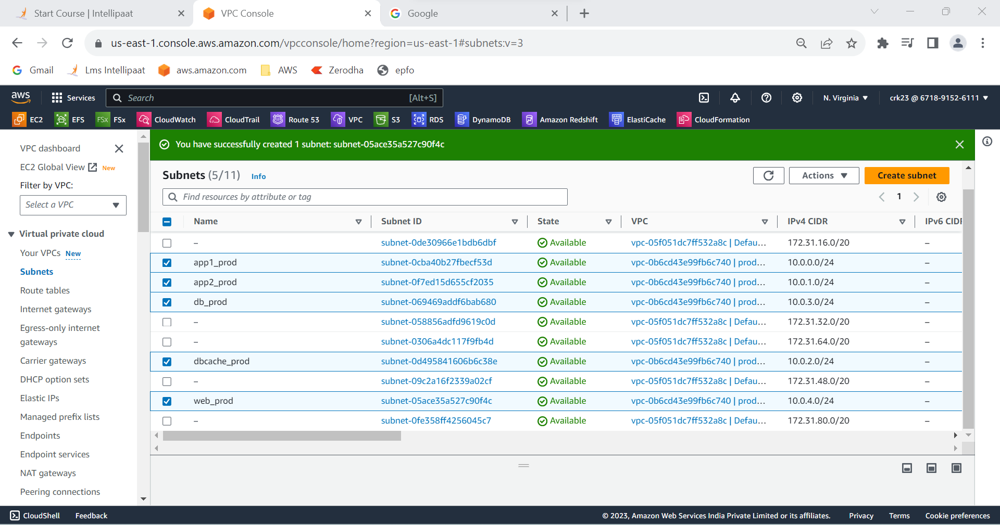 Start Course | Intellipaat
VPC Console
Google
us-east-1.console.aws.amazon.com/vpcconsole/home?region=us-east-1#subnets:v=3
Gmail
Lms Intellipaat
aws.amazon.com
AWS
Zerodha
epfo
aws
Services
Search
[Alt+S]
N. Virginia
crk23 @ 6718-9152-6111
EC2
EFS
FSx
FSx
CloudWatch
CloudTrail
Route 53
VPC
S3
RDS
DynamoDB
Amazon Redshift
ElastiCache
CloudFormation
VPC dashboard
EC2 Global View New
Filter by VPC:
Select a VPC
Virtual private cloud
Your VPCs New
Subnets
Route tables
Internet gateways
Egress-only internet
gateways
Carrier gateways
DHCP option sets
Elastic IPs
Managed prefix lists
Endpoints
Endpoint services
NAT gateways
Peering connections
You have successfully created 1 subnet: subnet-05ace35a527c90f4c
Subnets (5/11) Info
Actions
Create subnet
Find resources by attribute or tag
1
Name Subnet ID State VPC IPv4 CIDR IPv6 CIDR
– subnet-0de30966e1bdb6dbf Available vpc-05f051dc7ff532a8c | Defau... 172.31.16.0/20 –
app1_prod subnet-0cba40b27fbecf53d Available vpc-0b6cd43e99fb6c740 | prod... 10.0.0.0/24 –
app2_prod subnet-0f7ed15d655cf2035 Available vpc-0b6cd43e99fb6c740 | prod... 10.0.1.0/24 –
db_prod subnet-069469addf6bab680 Available vpc-0b6cd43e99fb6c740 | prod... 10.0.3.0/24 –
– subnet-058856adfd9619c0d Available vpc-05f051dc7ff532a8c | Defau... 172.31.32.0/20 –
– subnet-0306a4dc117f9fb4d Available vpc-05f051dc7ff532a8c | Defau... 172.31.64.0/20 –
dbcache_prod subnet-0d495841606b6c38e Available vpc-0b6cd43e99fb6c740 | prod... 10.0.2.0/24 –
– subnet-09c2a16f2339a02cf Available vpc-05f051dc7ff532a8c | Defau... 172.31.48.0/20 –
web_prod subnet-05ace35a527c90f4c Available vpc-0b6cd43e99fb6c740 | prod... 10.0.4.0/24 –
– subnet-0fe358ff4256045c7 Available vpc-05f051dc7ff532a8c | Defau... 172.31.80.0/20 –
CloudShell
Feedback
© 2023, Amazon Web Services India Private Limited or its affiliates.
Privacy
Terms
Cookie preferences